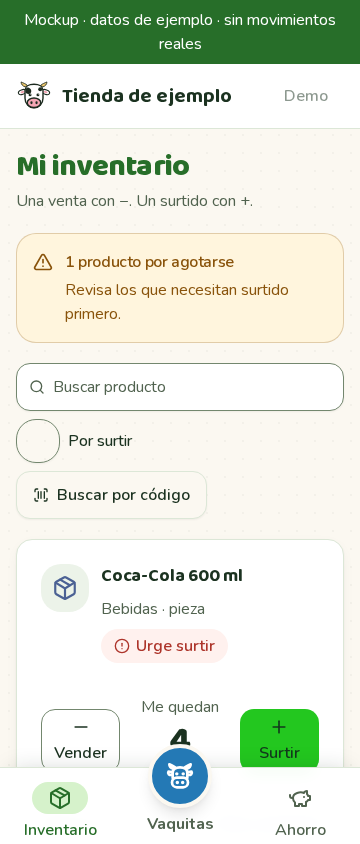 Mockup · datos de ejemplo · sin movimientos
reales
Tienda de ejemplo
Demo
Mi inventario
Una venta con −. Un surtido con +.
1 producto por agotarse
Revisa los que necesitan surtido
primero.
Buscar producto
Por surtir
Buscar por código
Coca-Cola 600 ml
Bebidas · pieza
Urge surtir
Me quedan
4
Vender
Surtir
Inventario
Vaquitas
Ahorro